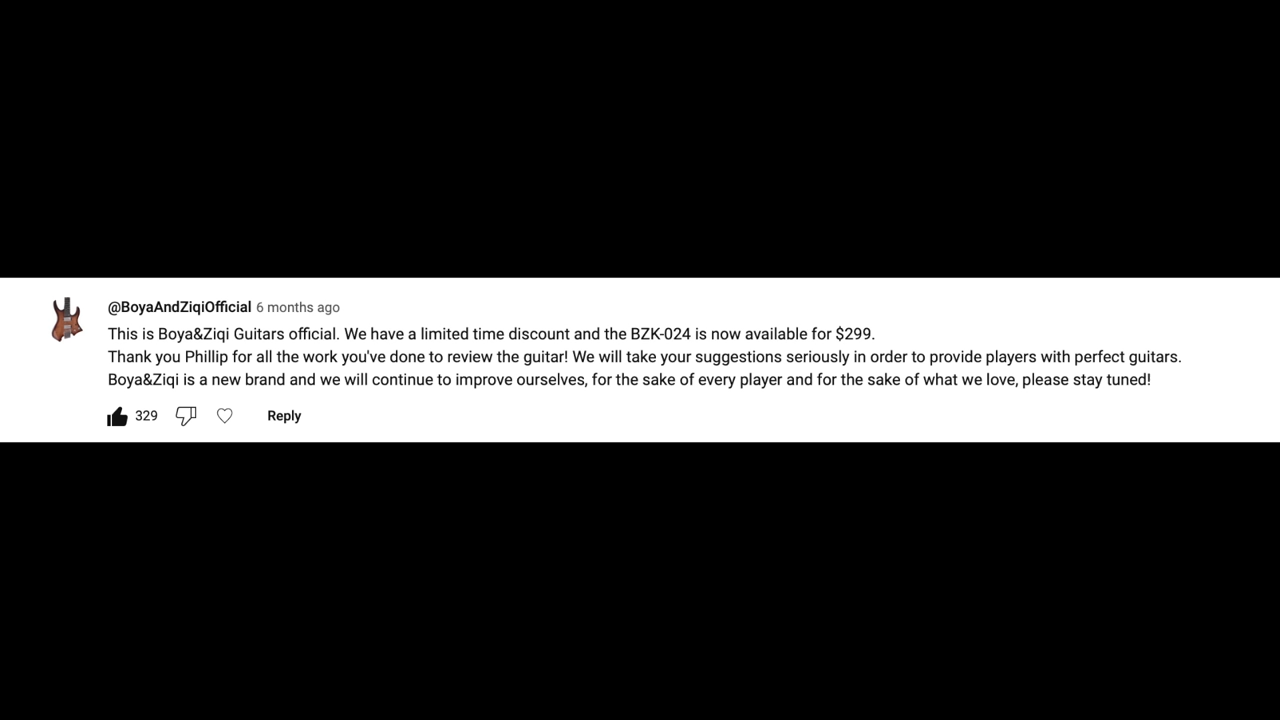 @BoyaAndZiqiOfficial 6 months ago
This is Boya&Ziqi Guitars official. We have a limited time discount and the BZK-024 is now available for $299.
Thank you Phillip for all the work you've done to review the guitar! We will take your suggestions seriously in order to provide players with perfect guitars.
Boya&Ziqi is a new brand and we will continue to improve ourselves, for the sake of every player and for the sake of what we love, please stay tuned!
329 Reply